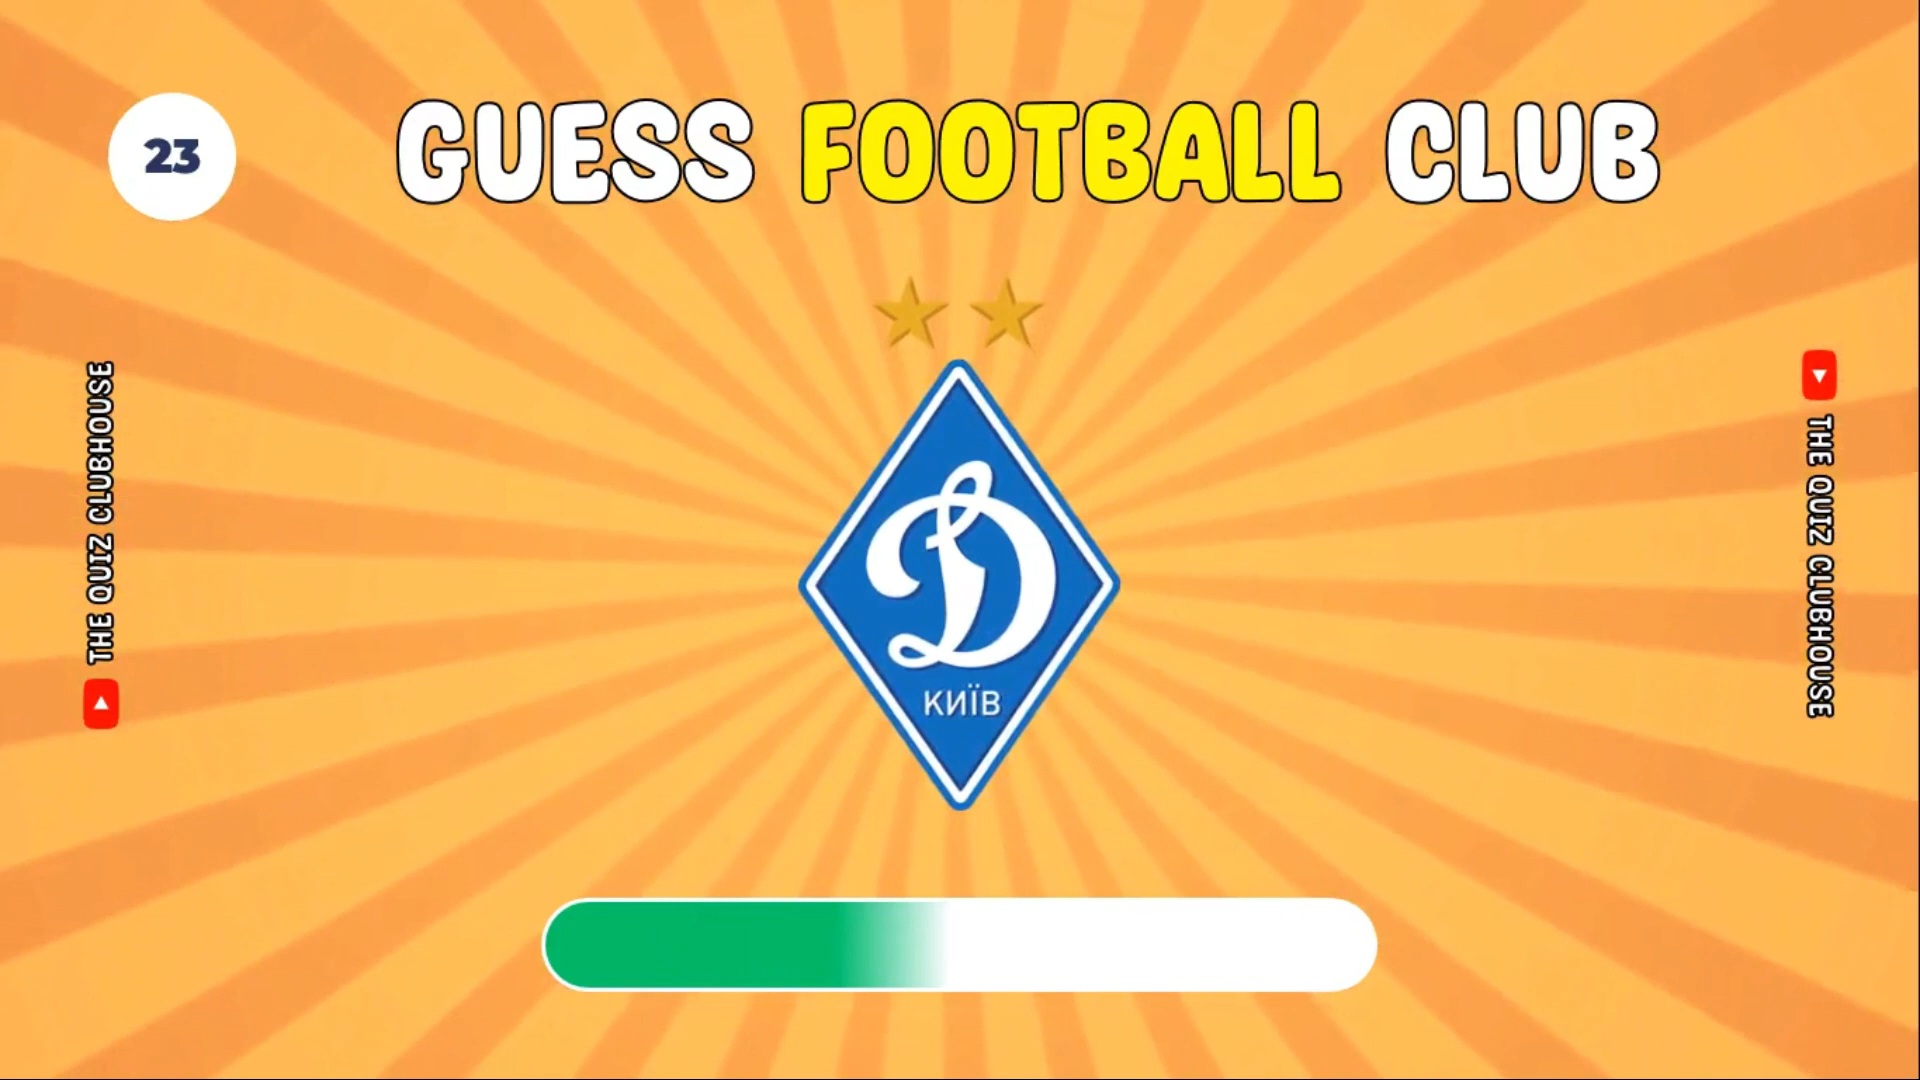 23
GUESS FOOTBALL CLUB
THE QUIZ CLUBHOUSE
Д
КИЇВ
THE QUIZ CLUBHOUSE